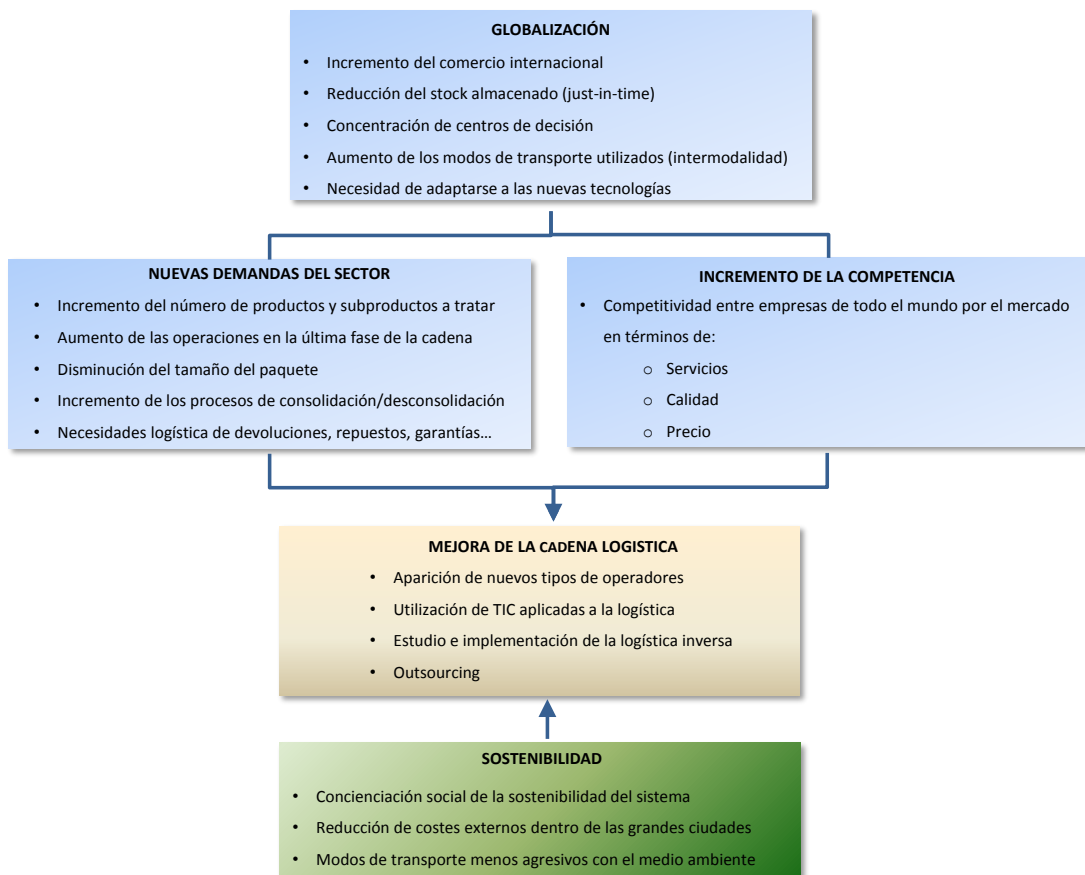 GLOBALIZACIÓN
• Incremento del comercio internacional
• Reducción del stock almacenado (just-in-time)
• Concentración de centros de decisión
• Aumento de los modos de transporte utilizados (intermodalidad)
• Necesidad de adaptarse a las nuevas tecnologías
NUEVAS DEMANDAS DEL SECTOR
• Incremento del número de productos y subproductos a tratar
• Aumento de las operaciones en la última fase de la cadena
• Disminución del tamaño del paquete
• Incremento de los procesos de consolidación/desconsolidación
• Necesidades logística de devoluciones, repuestos, garantías…
INCREMENTO DE LA COMPETENCIA
• Competitividad entre empresas de todo el mundo por el mercado
en términos de:
o Servicios
o Calidad
o Precio
MEJORA DE LA CADENA LOGISTICA
• Aparición de nuevos tipos de operadores
• Utilización de TIC aplicadas a la logística
• Estudio e implementación de la logística inversa
• Outsourcing
SOSTENIBILIDAD
• Concienciación social de la sostenibilidad del sistema
• Reducción de costes externos dentro de las grandes ciudades
• Modos de transporte menos agresivos con el medio ambiente